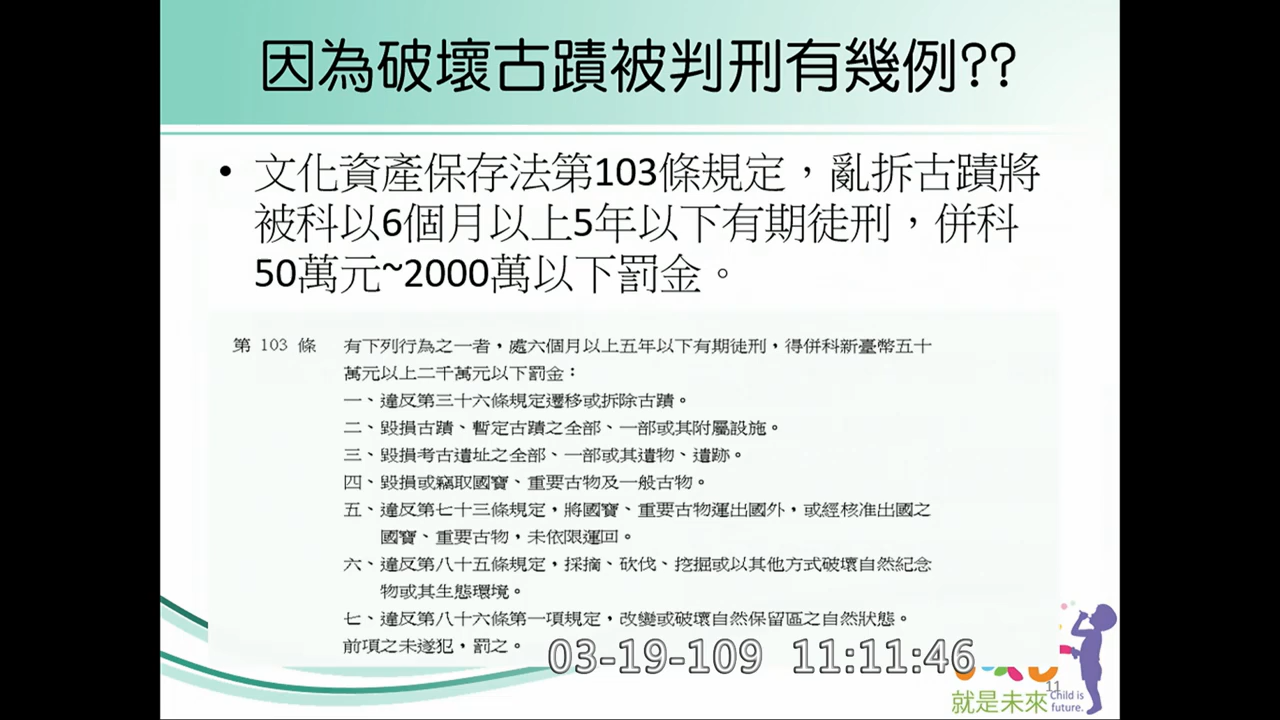 因為破壞古蹟被判刑有幾例??
• 文化資產保存法第103條規定，亂拆古蹟將
被科以6個月以上5年以下有期徒刑，併科
50萬元~2000萬以下罰金。
第 103 條 有下列行為之一者，處六個月以上五年以下有期徒刑，得併科新臺幣五十
萬元以上二千萬元以下罰金：
一、違反第三十六條規定遷移或拆除古蹟。
二、毀損古蹟、暫定古蹟之全部、一部或其附屬設施。
三、毀損考古遺址之全部、一部或其遺物、遺跡。
四、毀損或竊取國寶、重要古物及一般古物。
五、違反第七十三條規定，將國寶、重要古物運出國外，或經核准出國之
國寶、重要古物，未依限運回。
六、違反第八十五條規定，採摘、砍伐、挖掘或以其他方式破壞自然紀念
物或其生態環境。
七、違反第八十六條第一項規定，改變或破壞自然保留區之自然狀態。
前項之未遂犯，罰之。
03-19-109 11:11:46
11
就是未來 Child is
future.